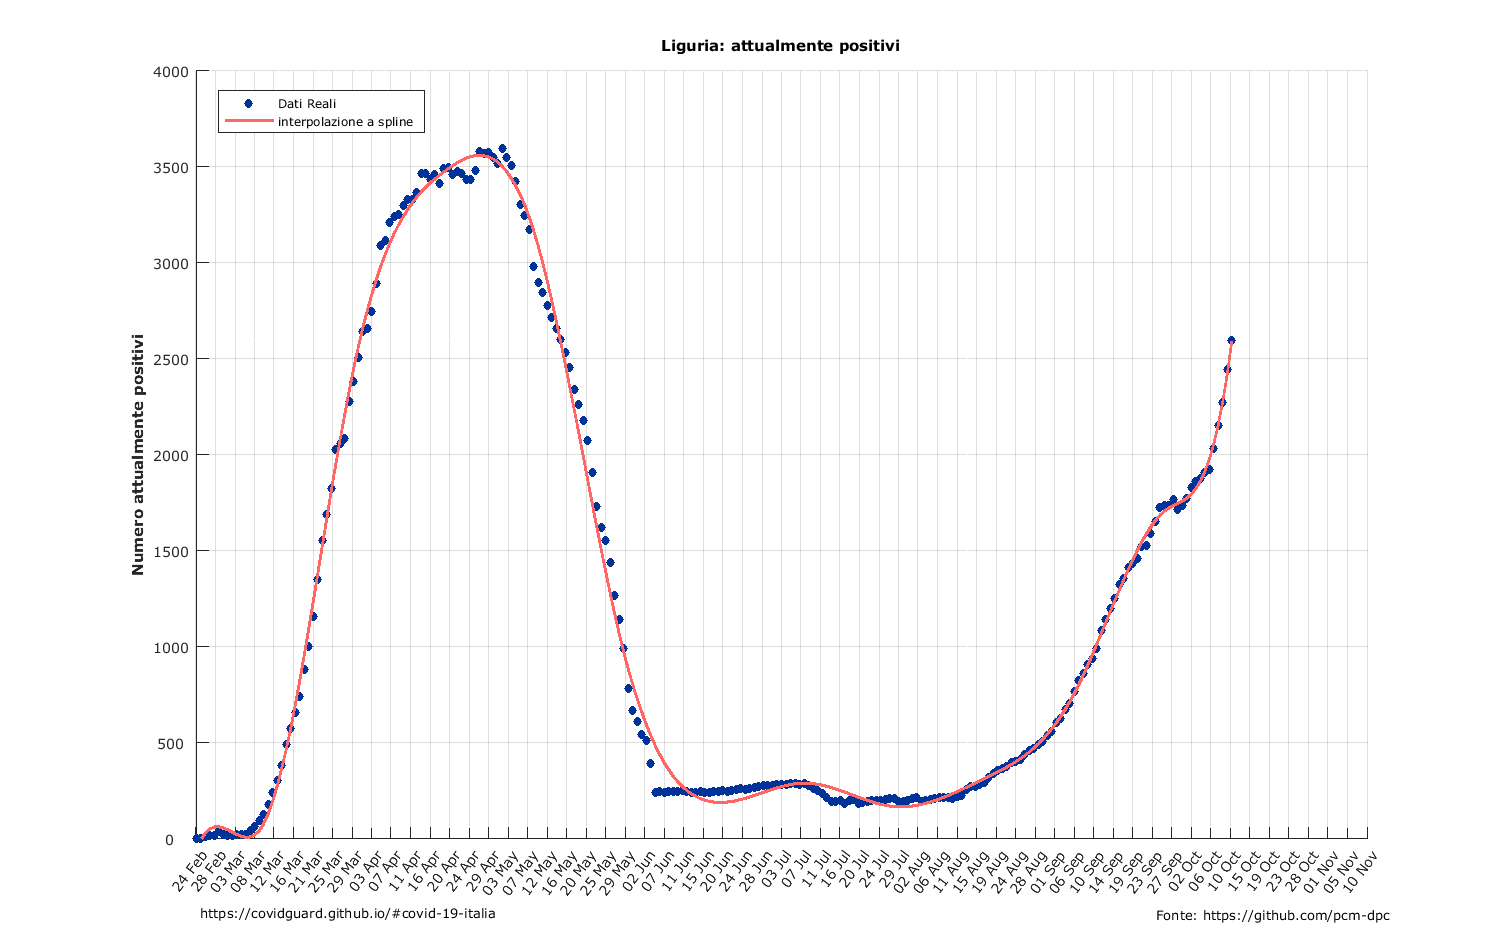 Liguria: attualmente positivi
4000
3500
3000
2500
2000
1500
1000
500
0
Numero attualmente positivi
Dati Reali
interpolazione a spline
24 Feb
28 Feb
03 Mar
08 Mar
12 Mar
16 Mar
21 Mar
25 Mar
29 Mar
03 Apr
07 Apr
11 Apr
16 Apr
20 Apr
24 Apr
29 Apr
03 May
07 May
12 May
16 May
20 May
25 May
29 May
02 Jun
07 Jun
11 Jun
15 Jun
20 Jun
24 Jun
28 Jun
03 Jul
07 Jul
11 Jul
16 Jul
20 Jul
24 Jul
29 Jul
02 Aug
06 Aug
11 Aug
15 Aug
19 Aug
24 Aug
28 Aug
01 Sep
06 Sep
10 Sep
14 Sep
19 Sep
23 Sep
27 Sep
02 Oct
06 Oct
10 Oct
15 Oct
19 Oct
23 Oct
28 Oct
01 Nov
05 Nov
10 Nov
https://covidguard.github.io/#covid-19-italia
Fonte: https://github.com/pcm-dpc